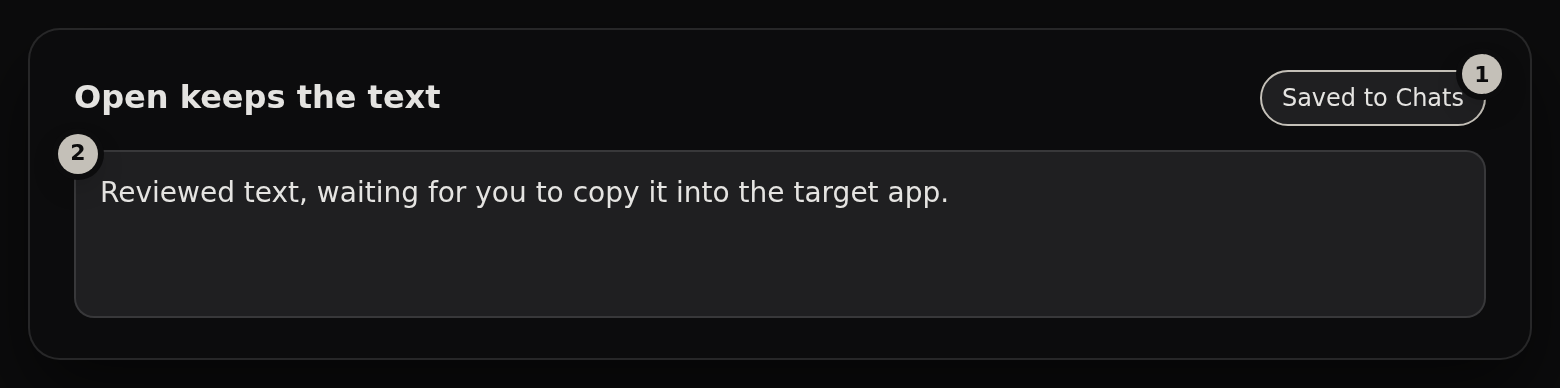 Open keeps the text
Saved to Chats
1
2
Reviewed text, waiting for you to copy it into the target app.